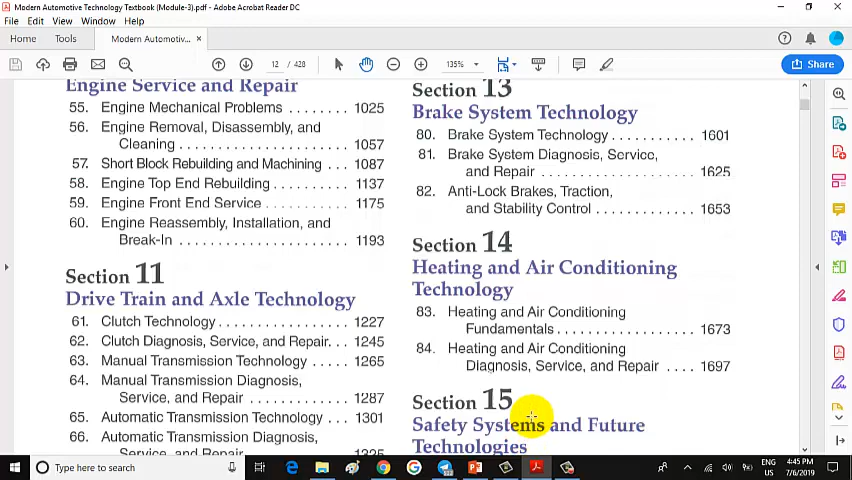 Modern Automotive Technology Textbook (Module-3).pdf - Adobe Acrobat Reader DC
File Edit View Window Help
Home Tools Modern Automotiv... ×
12 / 428 135% Share
Engine Service and Repair
55. Engine Mechanical Problems . . . . . . . . 1025
56. Engine Removal, Disassembly, and
Cleaning . . . . . . . . . . . . . . . . . . . . . . 1057
57. Short Block Rebuilding and Machining . . . 1087
58. Engine Top End Rebuilding . . . . . . . . . . 1137
59. Engine Front End Service . . . . . . . . . . . 1175
60. Engine Reassembly, Installation, and
Break-In . . . . . . . . . . . . . . . . . . . . . . 1193
Section 11
Drive Train and Axle Technology
61. Clutch Technology . . . . . . . . . . . . . . . . . 1227
62. Clutch Diagnosis, Service, and Repair. . . 1245
63. Manual Transmission Technology . . . . . 1265
64. Manual Transmission Diagnosis,
Service, and Repair . . . . . . . . . . . . . . 1287
65. Automatic Transmission Technology . . . 1301
66. Automatic Transmission Diagnosis,
Service, and Repair . . . . . . . . . . . . . . 1325
Section 13
Brake System Technology
80. Brake System Technology . . . . . . . . . . . 1601
81. Brake System Diagnosis, Service,
and Repair . . . . . . . . . . . . . . . . . . . . . 1625
82. Anti-Lock Brakes, Traction,
and Stability Control . . . . . . . . . . . . . 1653
Section 14
Heating and Air Conditioning
Technology
83. Heating and Air Conditioning
Fundamentals . . . . . . . . . . . . . . . . . . 1673
84. Heating and Air Conditioning
Diagnosis, Service, and Repair . . . . 1697
Section 15
Safety Systems and Future
Technologies
Type here to search
ENG
US
4:45 PM
7/6/2019